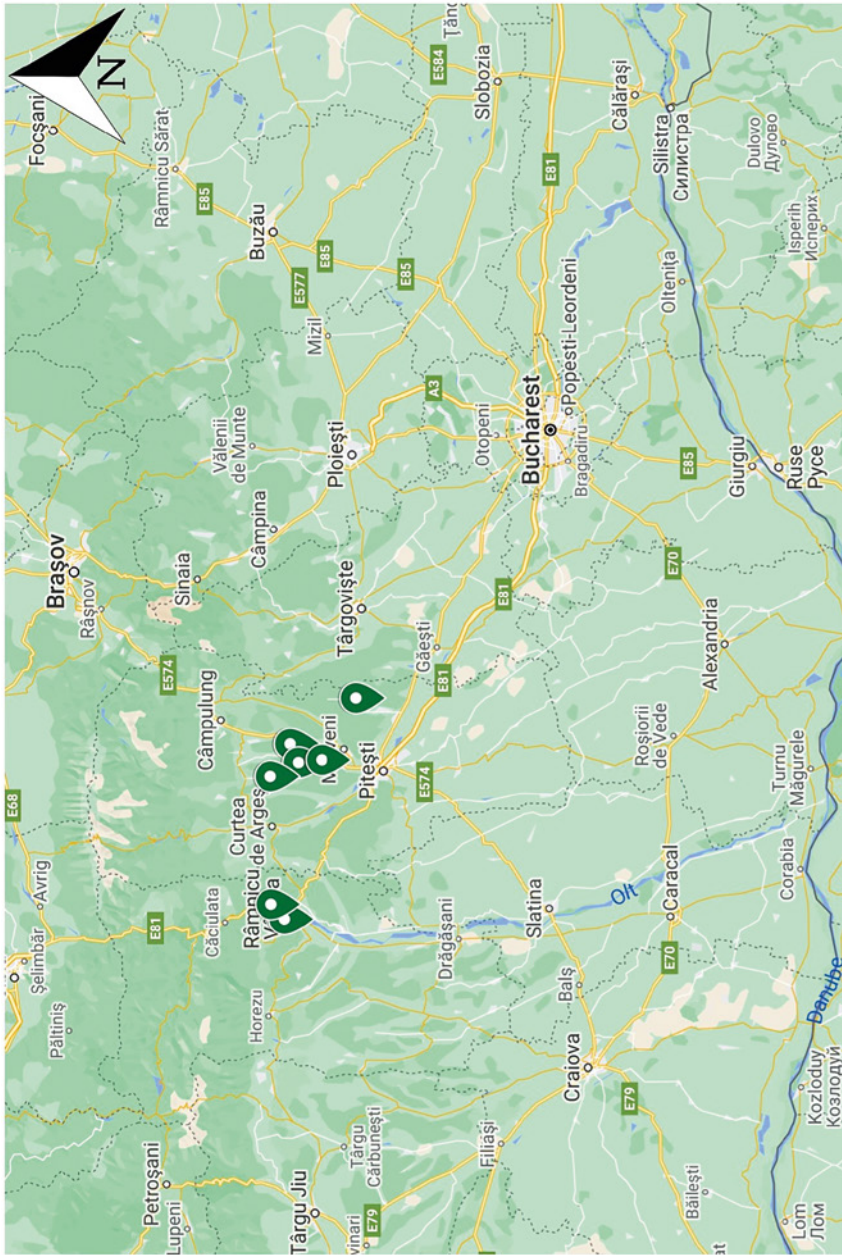 E68
Focșani
N
Șelimbăr
Avrig
Păltiniș
Brașov
Râșnov
Petroșani
Lupeni
E81
E574
Râmnicu Sărat
Căciulata
Câmpulung
Sinaia
E85
Horezu
Râmnicu
Curtea
de Argeș
Câmpina
Vălenii
de Munte
Buzău
E577
E85
Târgu Jiu
Mizil
vinari
Târgu
Cărbunești
E79
Pitești
Târgoviște
Ploiești
E85
E574
Găești
E81
A3
E584
Drăgășani
Slobozia
Filiași
Otopeni
E81
Slatina
Bucharest
E81
Balș
Popesti-Leordeni
Bragadiru
Craiova
Olt
E79
E70
Caracal
Roșiorii
de Vede
E70
E85
Oltenița
Călărași
Silistra
Силистра
Băilești
Alexandria
Giurgiu
Ruse
Русе
Dulovo
Дулово
Isperih
Исперих
at
Turnu
Măgurele
Corabia
Danube
Lom
Лом
Kozloduy
Козлодуй